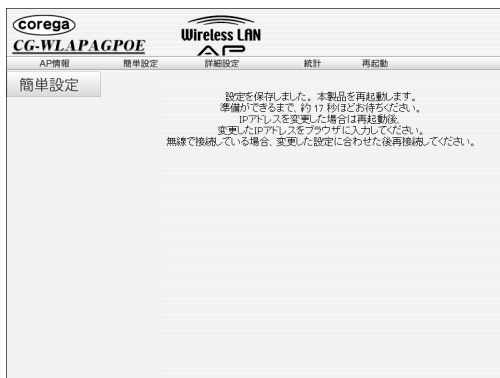 corega
CG-WLAPAGPOE
Wireless LAN
AP
AP情報 簡単設定 詳細設定 統計 再起動
簡単設定
設定を保存しました。本製品を再起動します。
準備ができるまで、約 17 秒ほどお待ちください。
IPアドレスを変更した場合は再起動後、
変更したIPアドレスをブラウザに入力してください。
無線で接続している場合、変更した設定に合わせた後再接続してください。